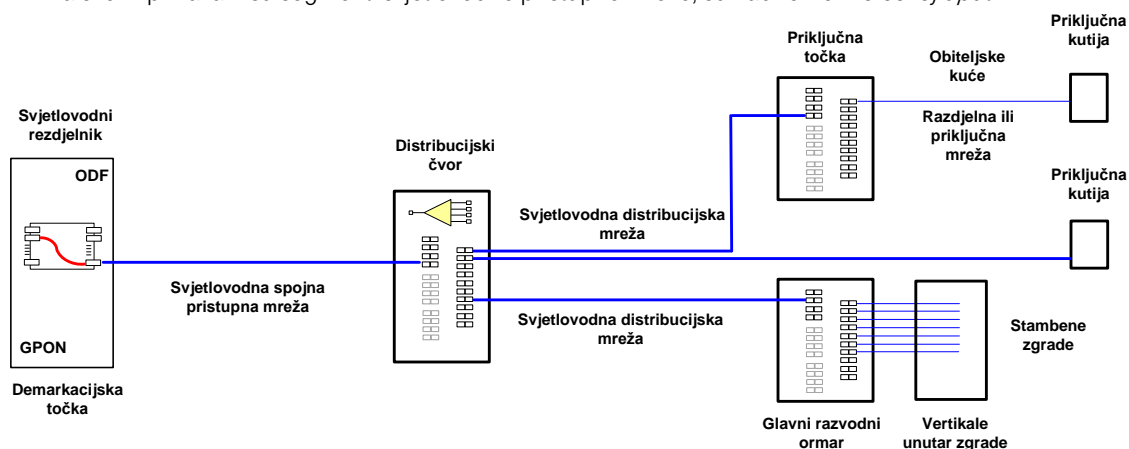 Svjetlovodni
rezdjelnik
ODF
GPON
Demarkacijska
točka
Svjetlovodna spojna
pristupna mreža
Distribucijski
čvor
Svjetlovodna distribucijska
mreža
Svjetlovodna distribucijska
mreža
Priključna
točka
Obiteljske
kuće
Razdjelna ili
priključna
mreža
Priključna
kutija
Priključna
kutija
Glavni razvodni
ormar
Vertikale
unutar zgrade
Stambene
zgrade